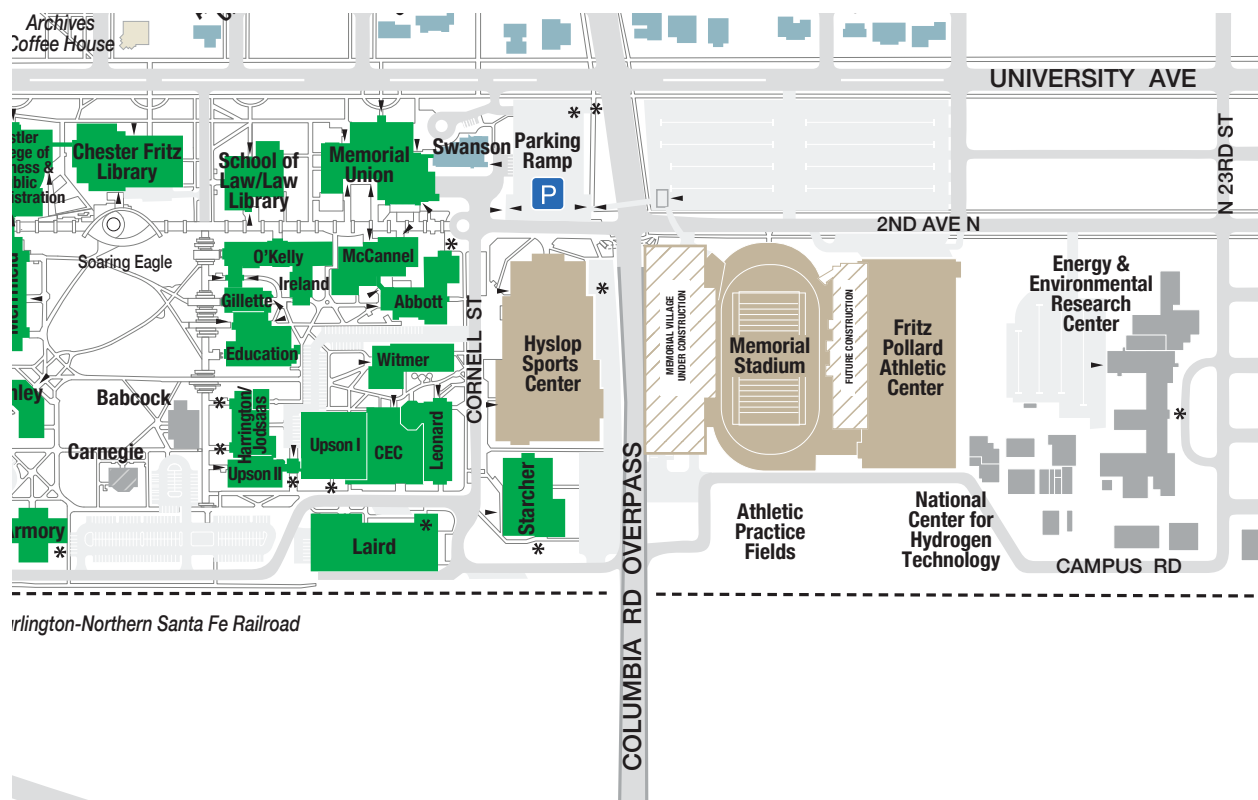 Archives
Coffee House
UNIVERSITY AVE
N 23RD ST
Chester Fritz
Library
School of
Law/Law
Library
Memorial
Union
Swanson
Parking
Ramp
P
2ND AVE N
Soaring Eagle
O'Kelly
McCannel
Ireland
Gillette
Abbott
Education
Witmer
CORNELL ST
Hyslop
Sports
Center
MEMORIAL VILLAGE
UNDER CONSTRUCTION
Memorial
Stadium
FUTURE CONSTRUCTION
Fritz
Pollard
Athletic
Center
Energy &
Environmental
Research
Center
Babcock
Harrington/
Jodsaas
Carnegie
Upson II
Upson I
CEC
Leonard
Starcher
Armory
Laird
COLUMBIA RD OVERPASS
Athletic
Practice
Fields
National
Center for
Hydrogen
Technology
CAMPUS RD
urlington-Northern Santa Fe Railroad